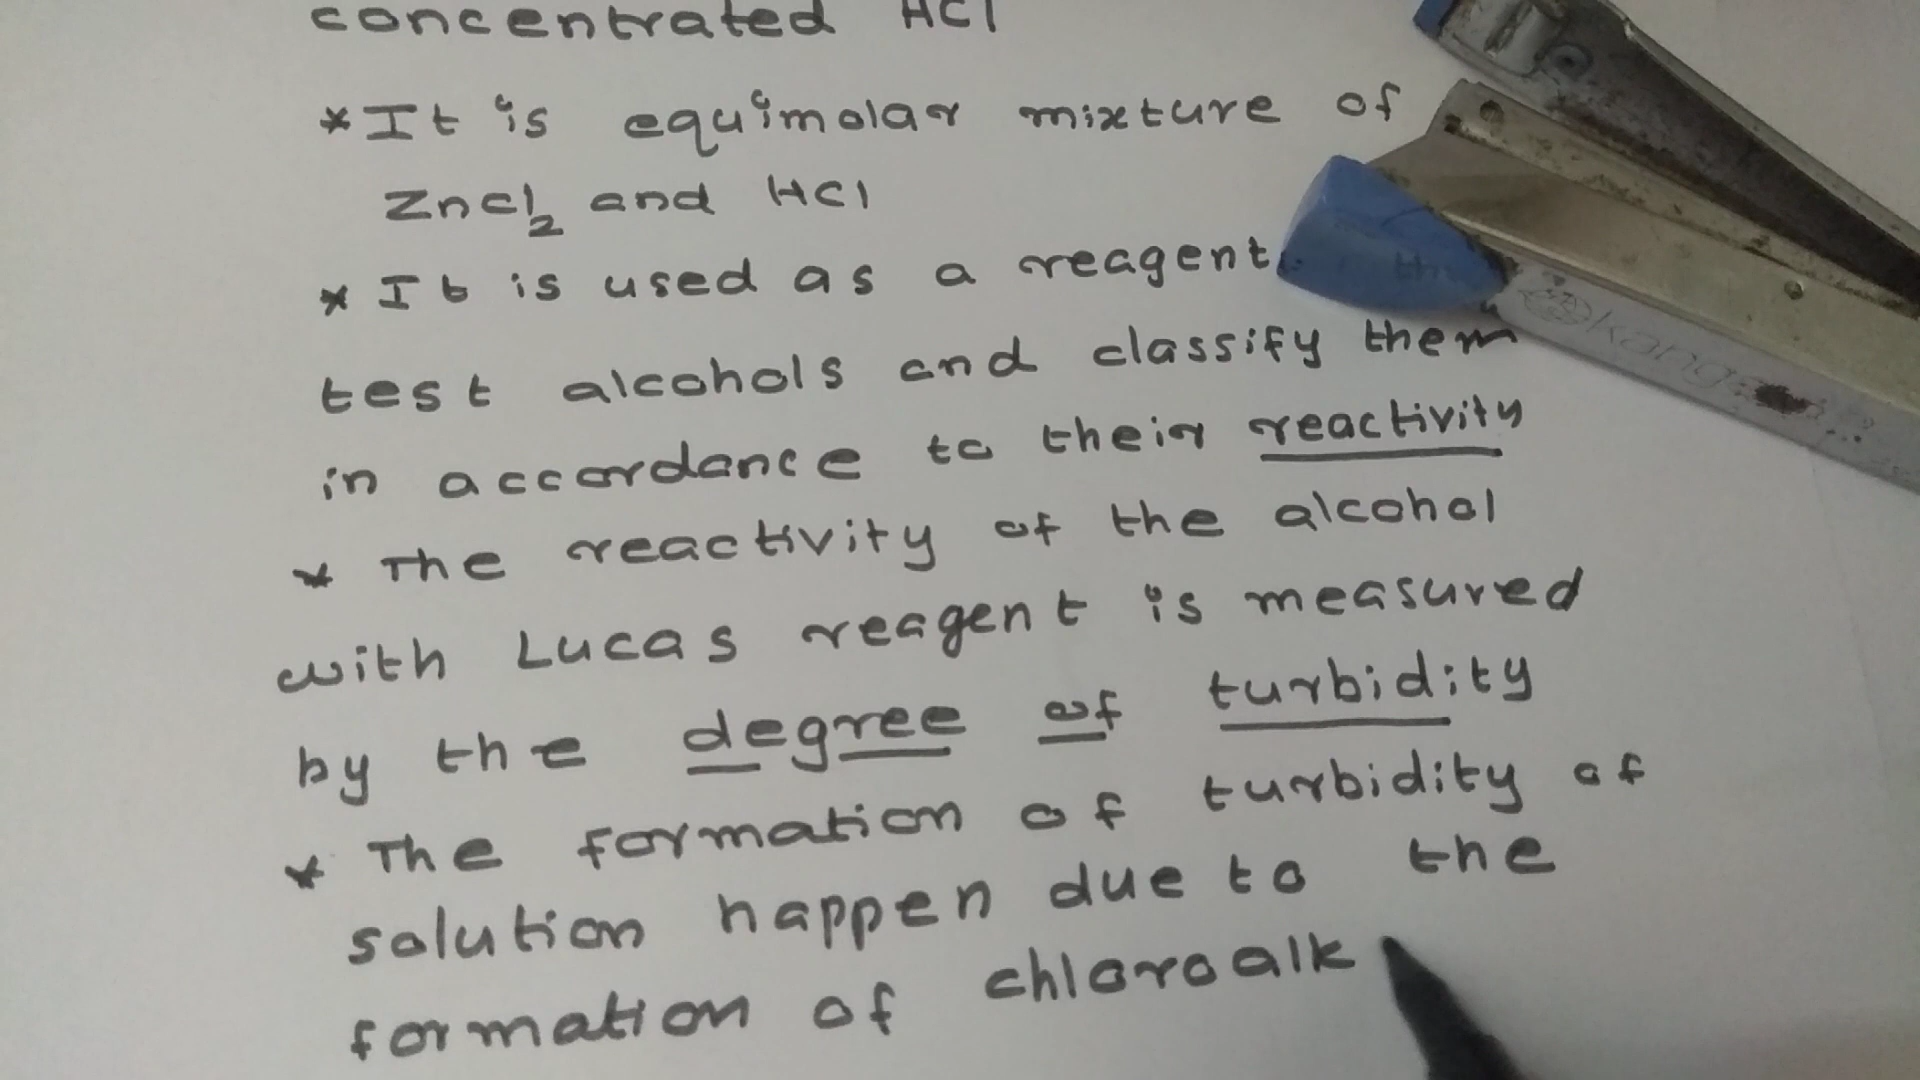 concentrated HCl
* It is equimolar mixture of
ZnCl2 and HCl
* It is used as a reagent
test alcohols and classify them
in accordance to their reactivity
* The reactivity of the alcohol
with Lucas reagent is measured
by the degree of turbidity
* The formation of turbidity of
solution happen due to the
formation of chloroalk